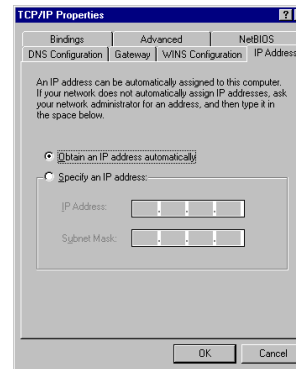 TCP/IP Properties
Bindings Advanced NetBIOS
DNS Configuration Gateway WINS Configuration IP Address
An IP address can be automatically assigned to this computer.
If your network does not automatically assign IP addresses, ask
your network administrator for an address, and then type it in
the space below.
Obtain an IP address automatically
Specify an IP address:
IP Address:
Subnet Mask:
OK Cancel